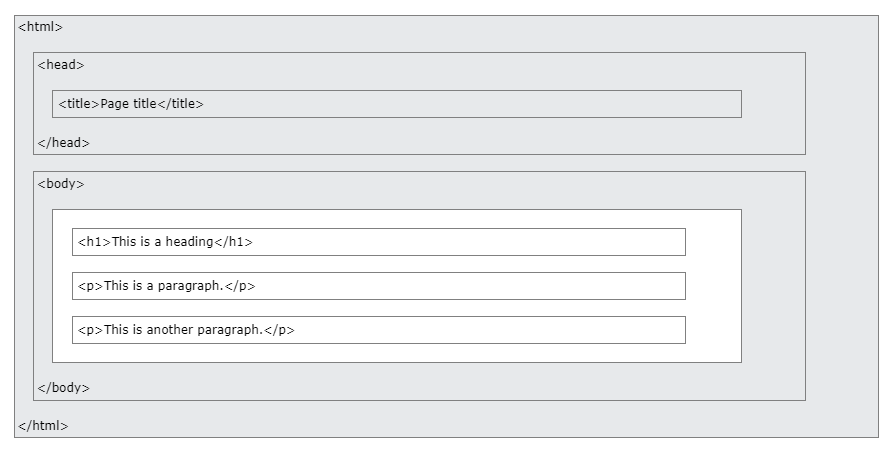 <html>
<head>
<title>Page title</title>
</head>
<body>
<h1>This is a heading</h1>
<p>This is a paragraph.</p>
<p>This is another paragraph.</p>
</body>
</html>